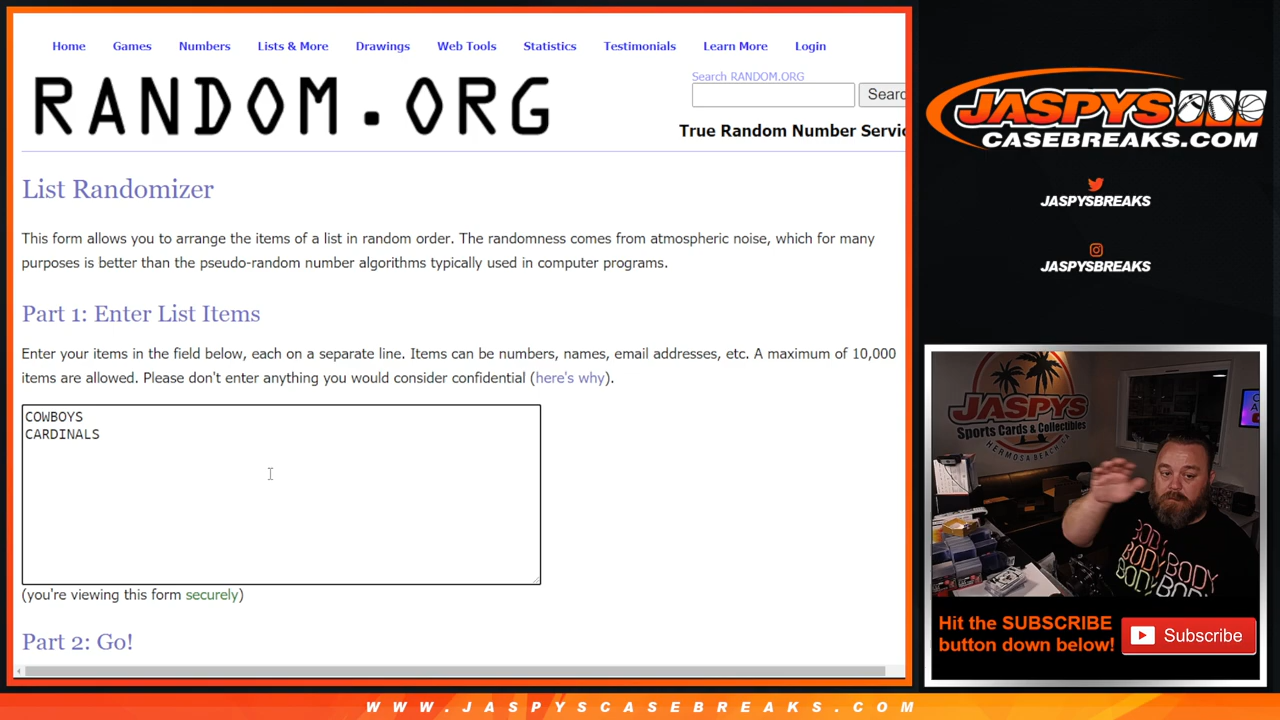 Home Games Numbers Lists & More Drawings Web Tools Statistics Testimonials Learn More Login
RANDOM.ORG
Search RANDOM.ORG
Searc
True Random Number Servic
List Randomizer
This form allows you to arrange the items of a list in random order. The randomness comes from atmospheric noise, which for many
purposes is better than the pseudo-random number algorithms typically used in computer programs.
Part 1: Enter List Items
Enter your items in the field below, each on a separate line. Items can be numbers, names, email addresses, etc. A maximum of 10,000
items are allowed. Please don't enter anything you would consider confidential (here's why).
COWBOYS
CARDINALS
(you're viewing this form securely)
Part 2: Go!
JASPYS
CASEBREAKS.COM
JASPYSBREAKS
JASPYSBREAKS
JASPYS
Sports Cards & Collectibles
HERMOSA BEACH, CA
BODY BODY
BODY BODY
BODY BODY
Hit the SUBSCRIBE
button down below!
Subscribe
WWW.JASPYSCASEBREAKS.COM